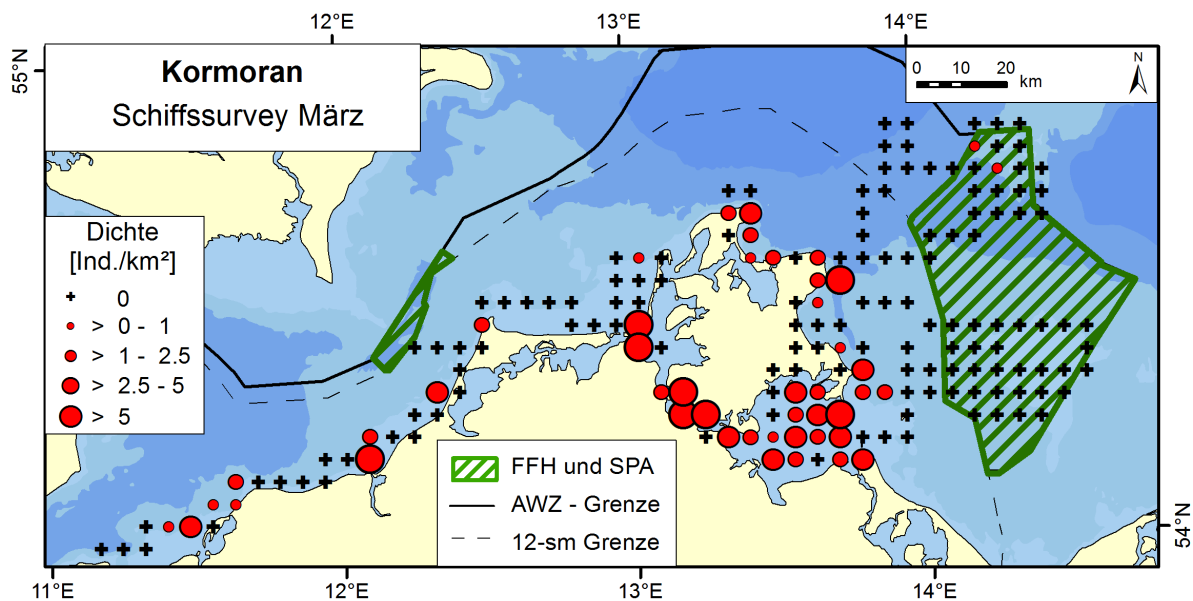 12°E 13°E 14°E
55°N
Kormoran
Schiffssurvey März
N
0 10 20
km
Dichte
[Ind./km²]
0
> 0 - 1
> 1 - 2.5
> 2.5 - 5
> 5
FFH und SPA
AWZ - Grenze
12-sm Grenze
54°N
11°E 12°E 13°E 14°E